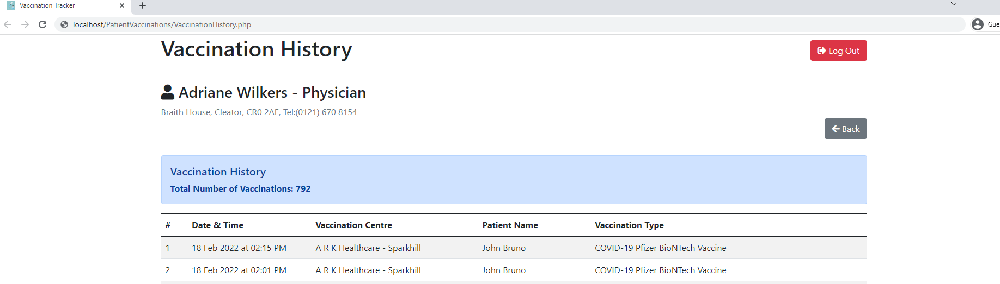 Vaccination Tracker
localhost/PatientVaccinations/VaccinationHistory.php
Gue
Vaccination History
Log Out
Adriane Wilkers - Physician
Braith House, Cleator, CR0 2AE, Tel:(0121) 670 8154
Back
Vaccination History
Total Number of Vaccinations: 792
# Date & Time Vaccination Centre Patient Name Vaccination Type
1 18 Feb 2022 at 02:15 PM A R K Healthcare - Sparkhill John Bruno COVID-19 Pfizer BioNTech Vaccine
2 18 Feb 2022 at 02:01 PM A R K Healthcare - Sparkhill John Bruno COVID-19 Pfizer BioNTech Vaccine